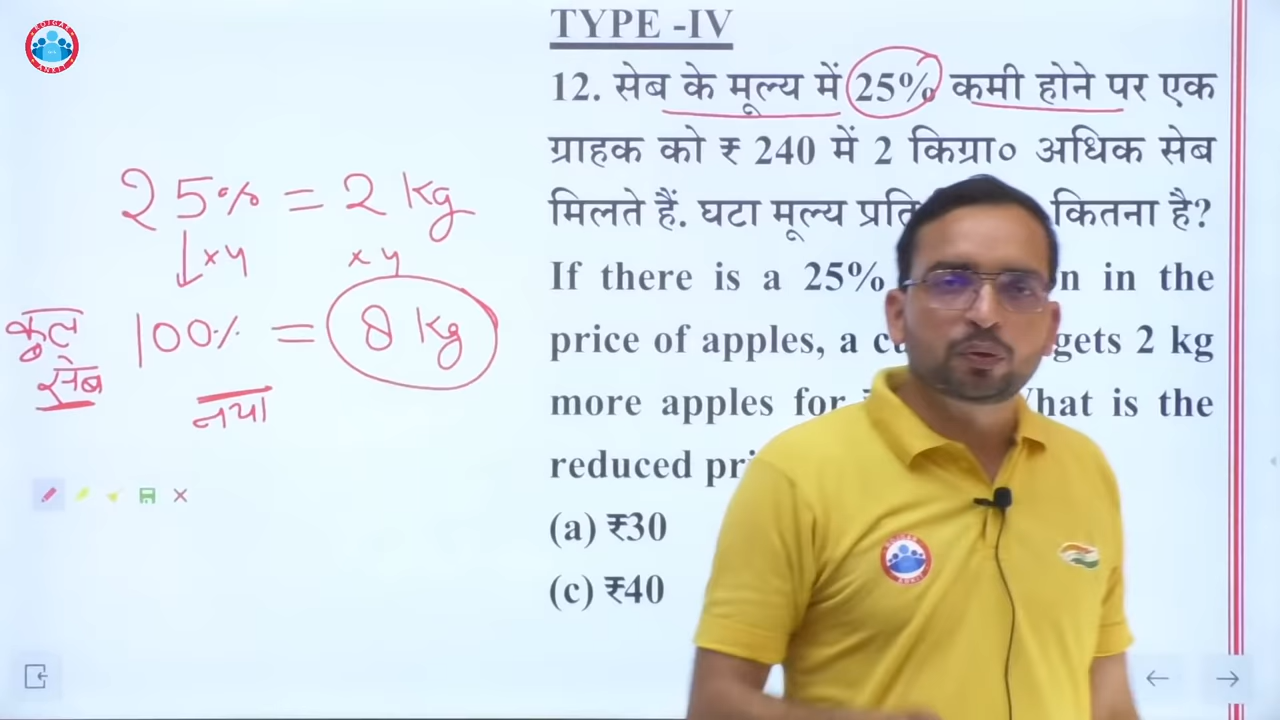 TYPE -IV
12. सेब के मूल्य में 25% कमी होने पर एक
ग्राहक को ₹ 240 में 2 किग्रा० अधिक सेब
मिलते हैं. घटा मूल्य प्रति कितना है?
If there is a 25% in the
price of apples, a gets 2 kg
more apples for What is the
reduced
(a) ₹30
(c) ₹40
25% = 2 kg
×4 ×4
कुल सेब 100% = 8 kg
नया